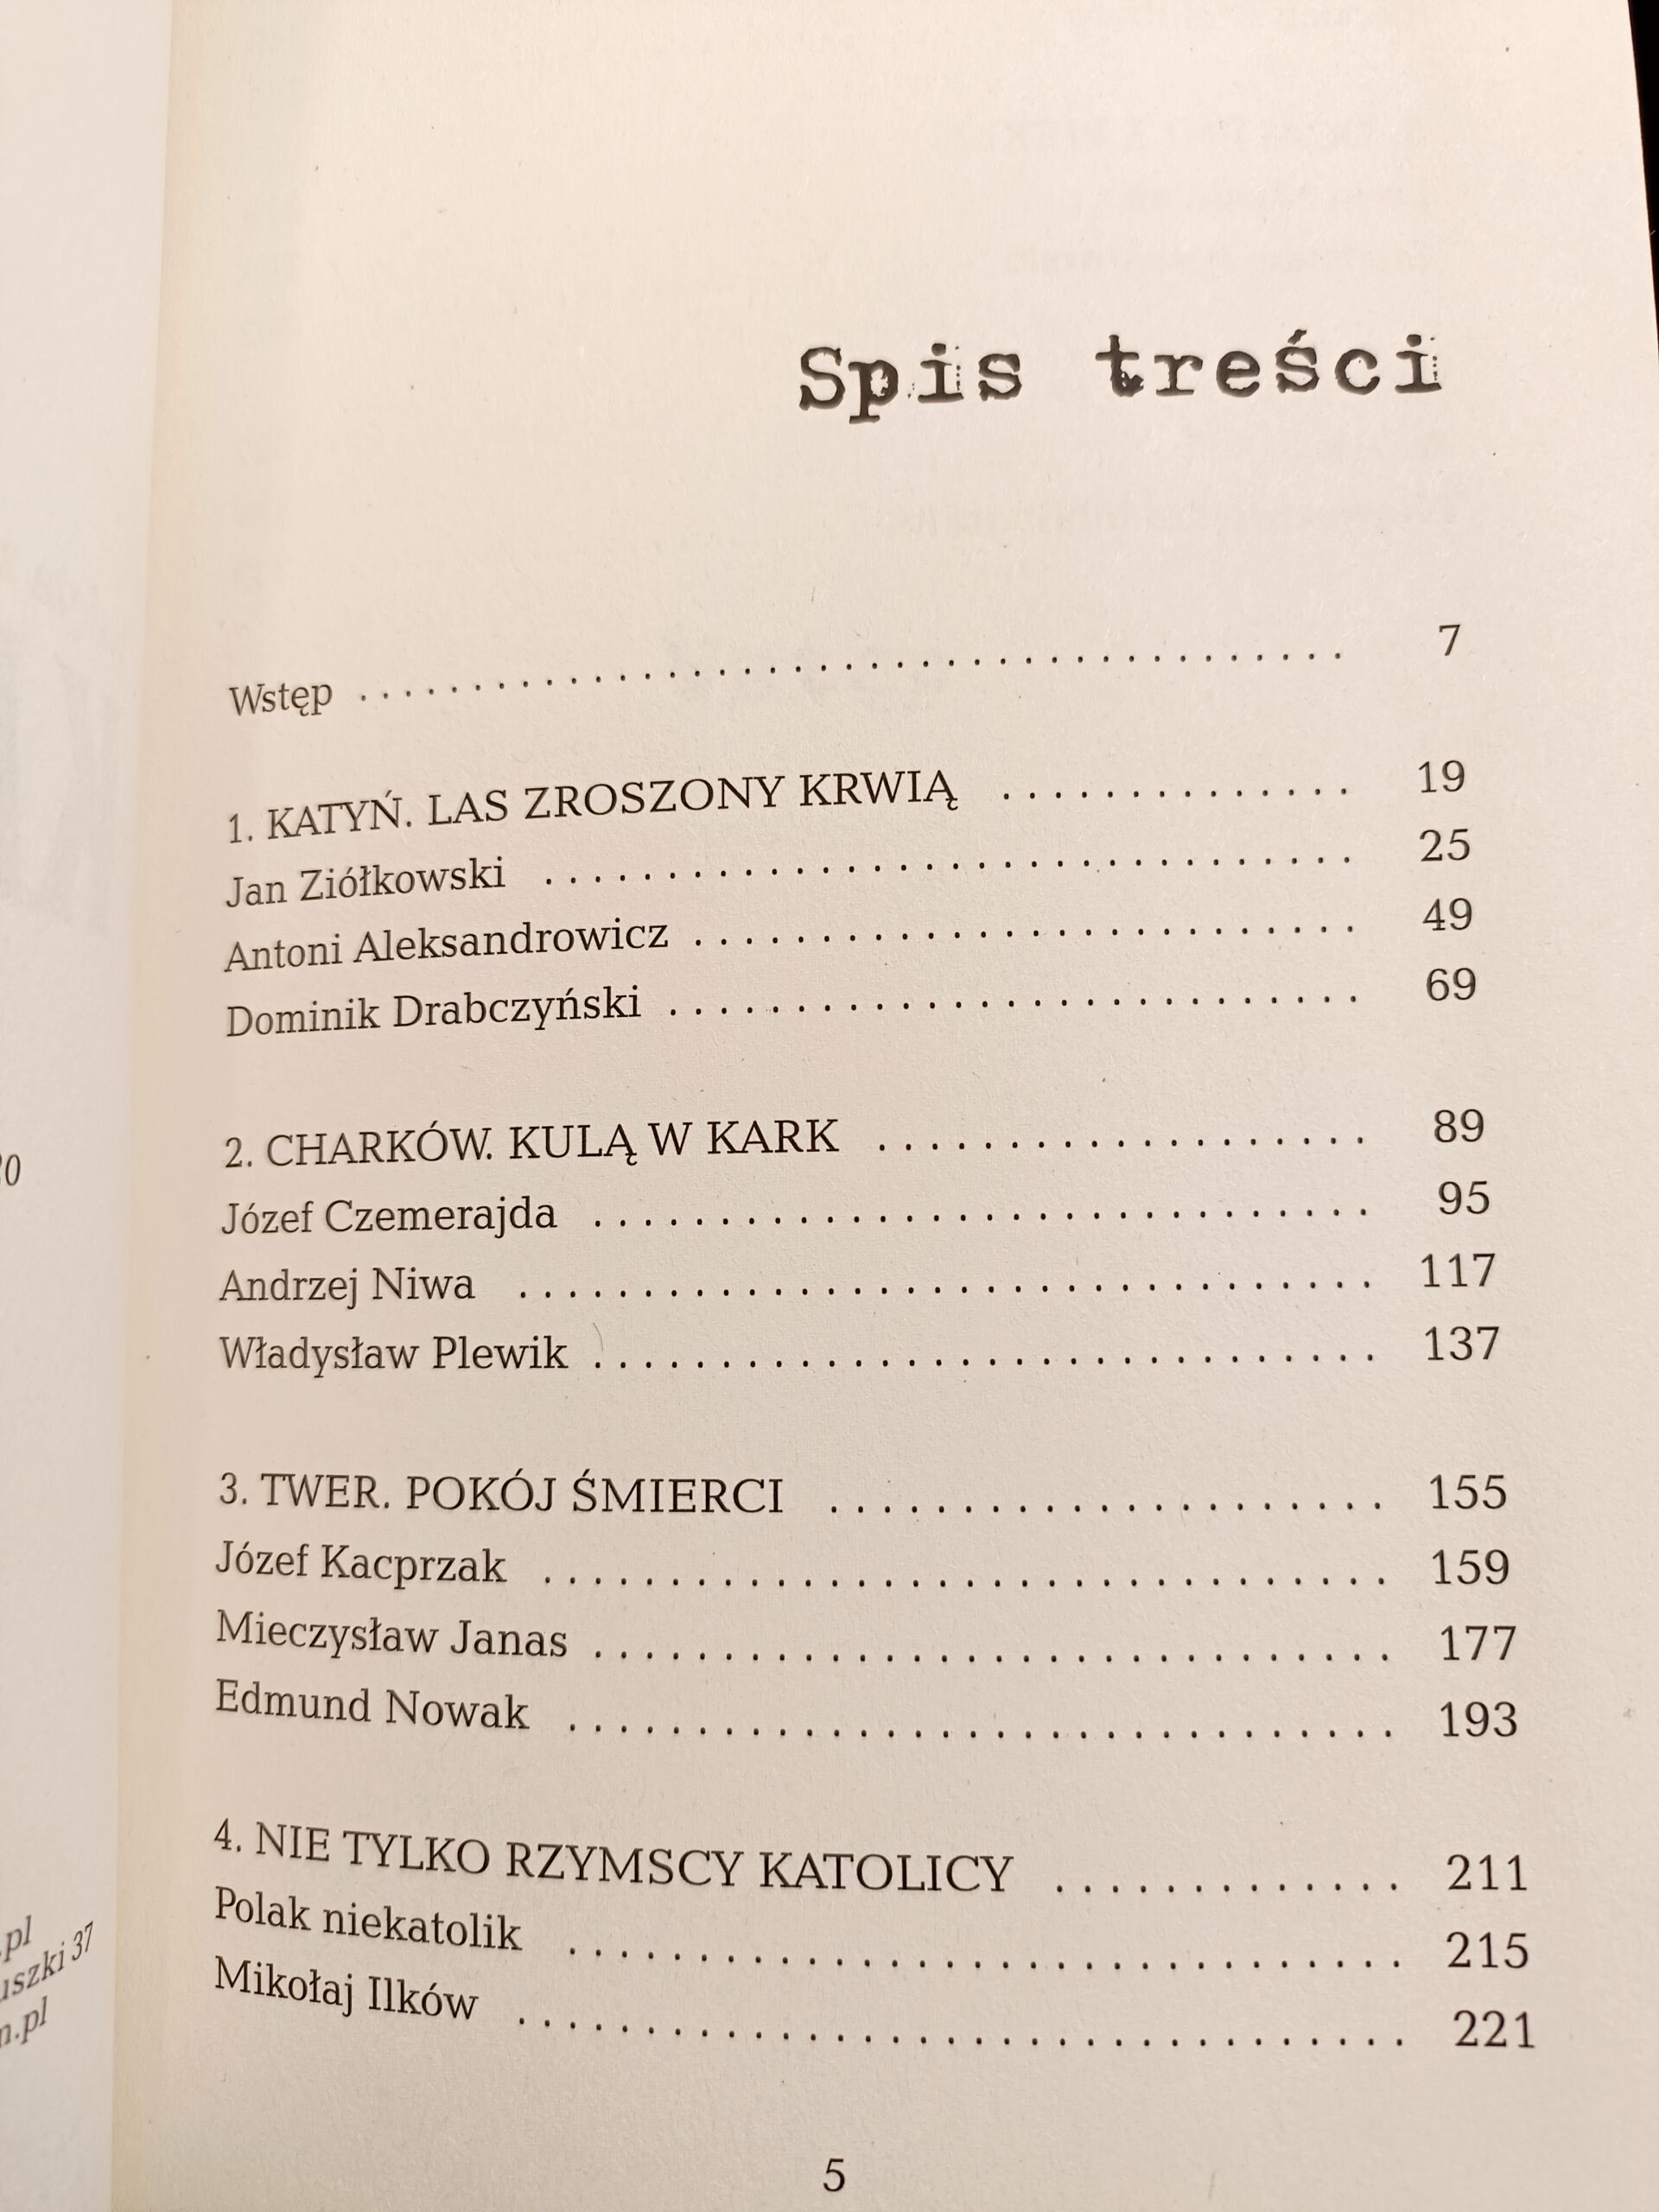 Spis treści
Wstęp . . . . . . . . . . . . . . . . . . . . . . . . . . . . . . . . . . . . . . . . 7
1. KATYŃ. LAS ZROSZONY KRWIĄ . . . . . . . . . . . . . . 19
Jan Ziółkowski . . . . . . . . . . . . . . . . . . . . . . . . . . . . . . . . 25
Antoni Aleksandrowicz . . . . . . . . . . . . . . . . . . . . . . . . . . 49
Dominik Drabczyński . . . . . . . . . . . . . . . . . . . . . . . . . . . 69
2. CHARKÓW. KULĄ W KARK . . . . . . . . . . . . . . . . . . . 89
Józef Czemerajda . . . . . . . . . . . . . . . . . . . . . . . . . . . . . . 95
Andrzej Niwa . . . . . . . . . . . . . . . . . . . . . . . . . . . . . . . . . 117
Władysław Plewik . . . . . . . . . . . . . . . . . . . . . . . . . . . . . . 137
3. TWER. POKÓJ ŚMIERCI . . . . . . . . . . . . . . . . . . . . . 155
Józef Kacprzak . . . . . . . . . . . . . . . . . . . . . . . . . . . . . . . . 159
Mieczysław Janas . . . . . . . . . . . . . . . . . . . . . . . . . . . . . . 177
Edmund Nowak . . . . . . . . . . . . . . . . . . . . . . . . . . . . . . . 193
4. NIE TYLKO RZYMSCY KATOLICY . . . . . . . . . . . . . . 211
Polak niekatolik . . . . . . . . . . . . . . . . . . . . . . . . . . . . . . . 215
Mikołaj Ilków . . . . . . . . . . . . . . . . . . . . . . . . . . . . . . . . . 221
5
.pl
37
n.pl